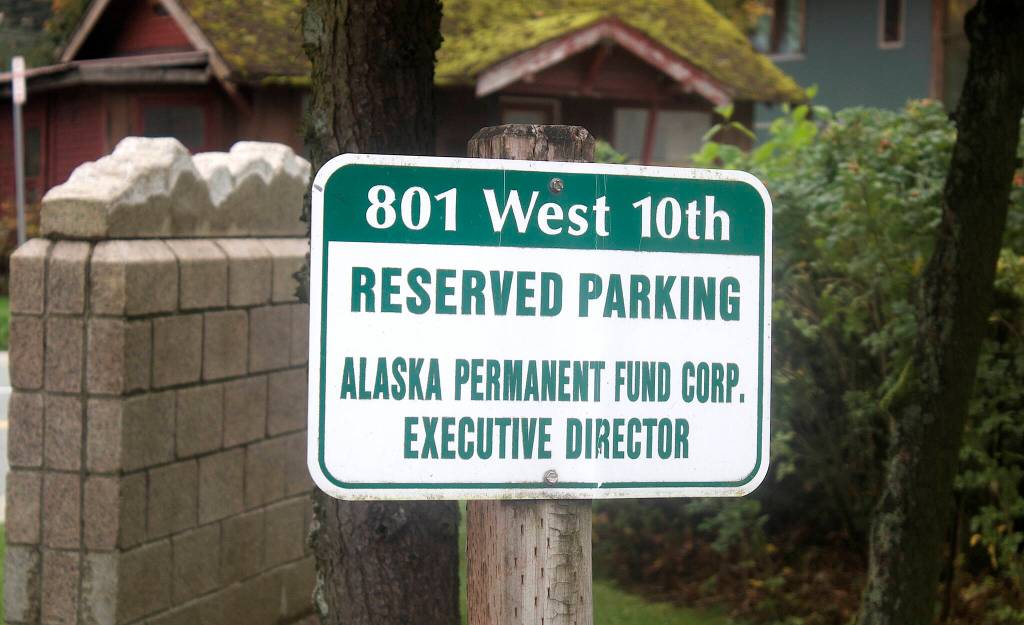 801 West 10th
RESERVED PARKING
ALASKA PERMANENT FUND CORP.
EXECUTIVE DIRECTOR